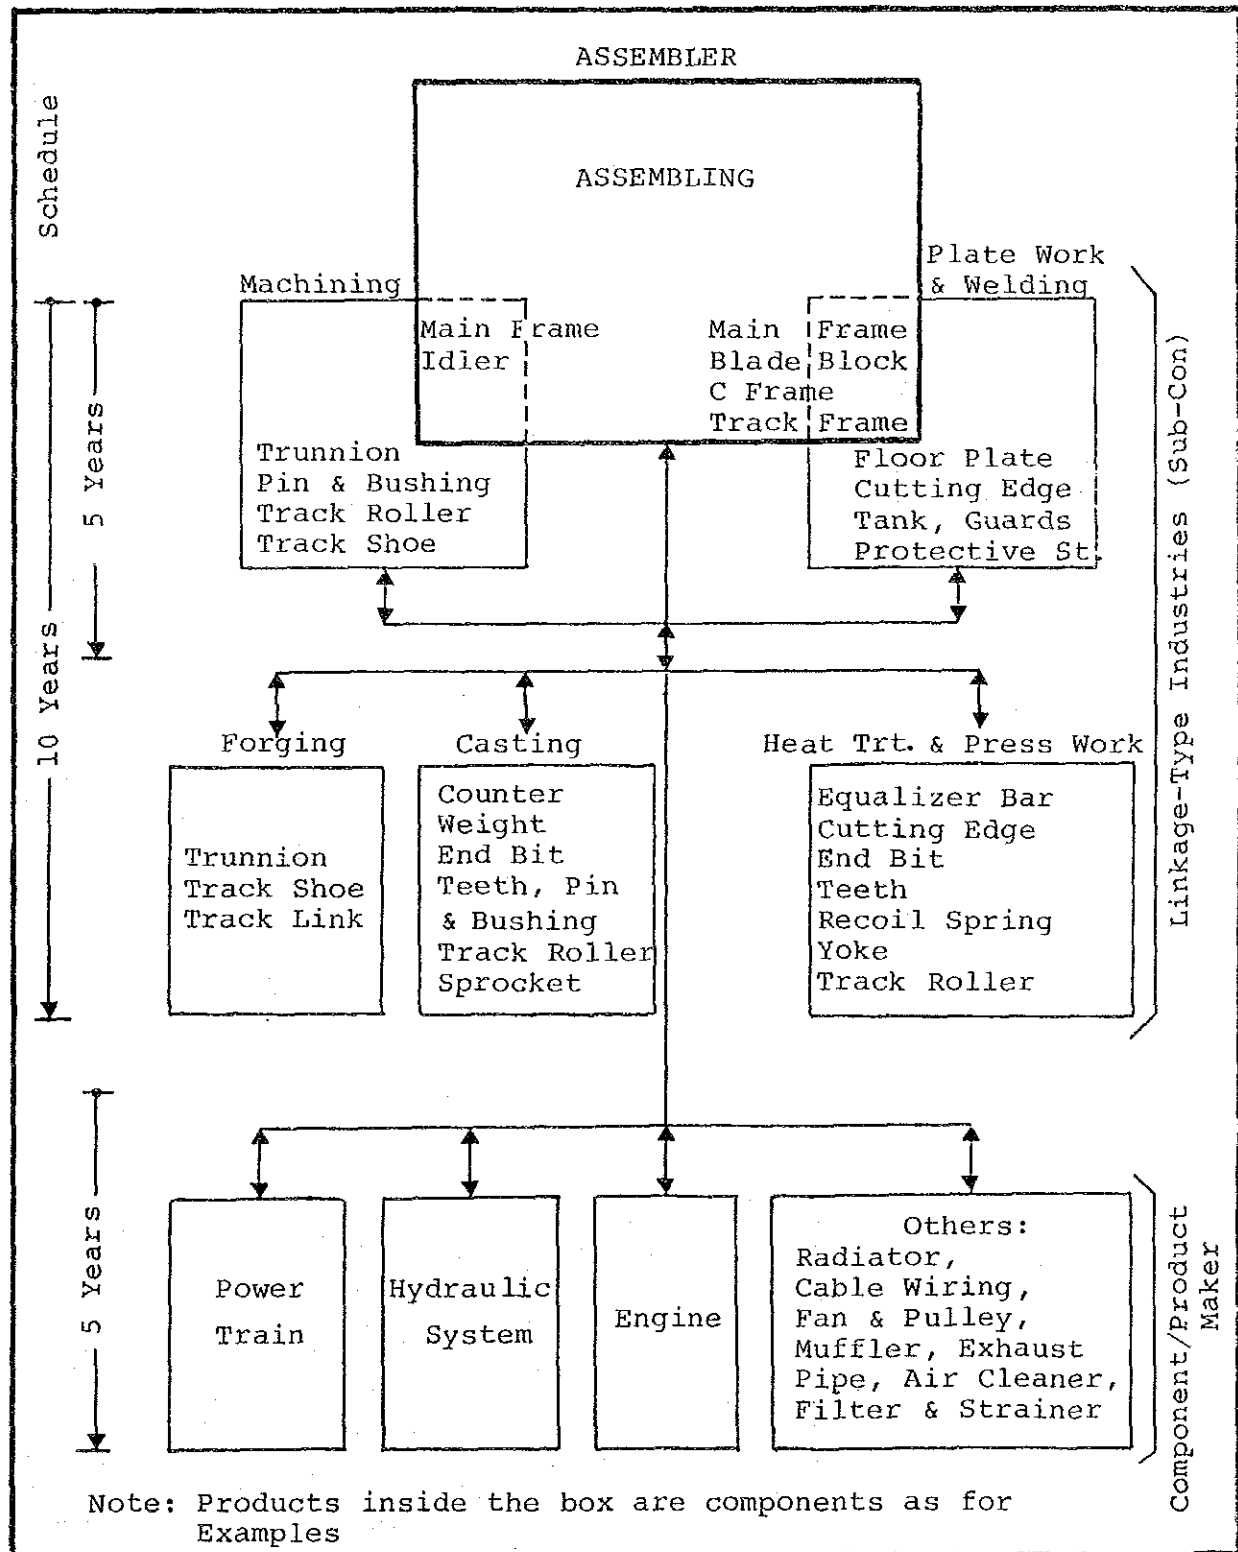 ASSEMBLER
Schedule
ASSEMBLING
Plate Work
& Welding
Machining
Main Frame
Idler
Main Frame
Blade Block
C Frame
Track Frame
Trunnion
Pin & Bushing
Track Roller
Track Shoe
Floor Plate
Cutting Edge
Tank, Guards
Protective St.
5 Years
10 Years
Linkage-Type Industries (Sub-Con)
Forging
Casting
Heat Trt. & Press Work
Trunnion
Track Shoe
Track Link
Counter
Weight
End Bit
Teeth, Pin
& Bushing
Track Roller
Sprocket
Equalizer Bar
Cutting Edge
End Bit
Teeth
Recoil Spring
Yoke
Track Roller
5 Years
Power
Train
Hydraulic
System
Engine
Others:
Radiator,
Cable Wiring,
Fan & Pulley,
Muffler, Exhaust
Pipe, Air Cleaner,
Filter & Strainer
Component/Product
Maker
Note: Products inside the box are components as for
Examples